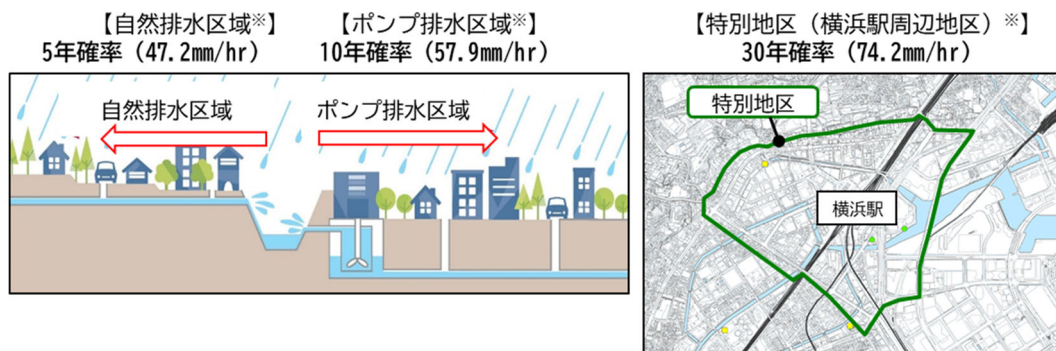 【自然排水区域※】
5年確率（47.2mm/hr）
【ポンプ排水区域※】
10年確率（57.9mm/hr）
自然排水区域
ポンプ排水区域
【特別地区（横浜駅周辺地区）※】
30年確率（74.2mm/hr）
特別地区
横浜駅